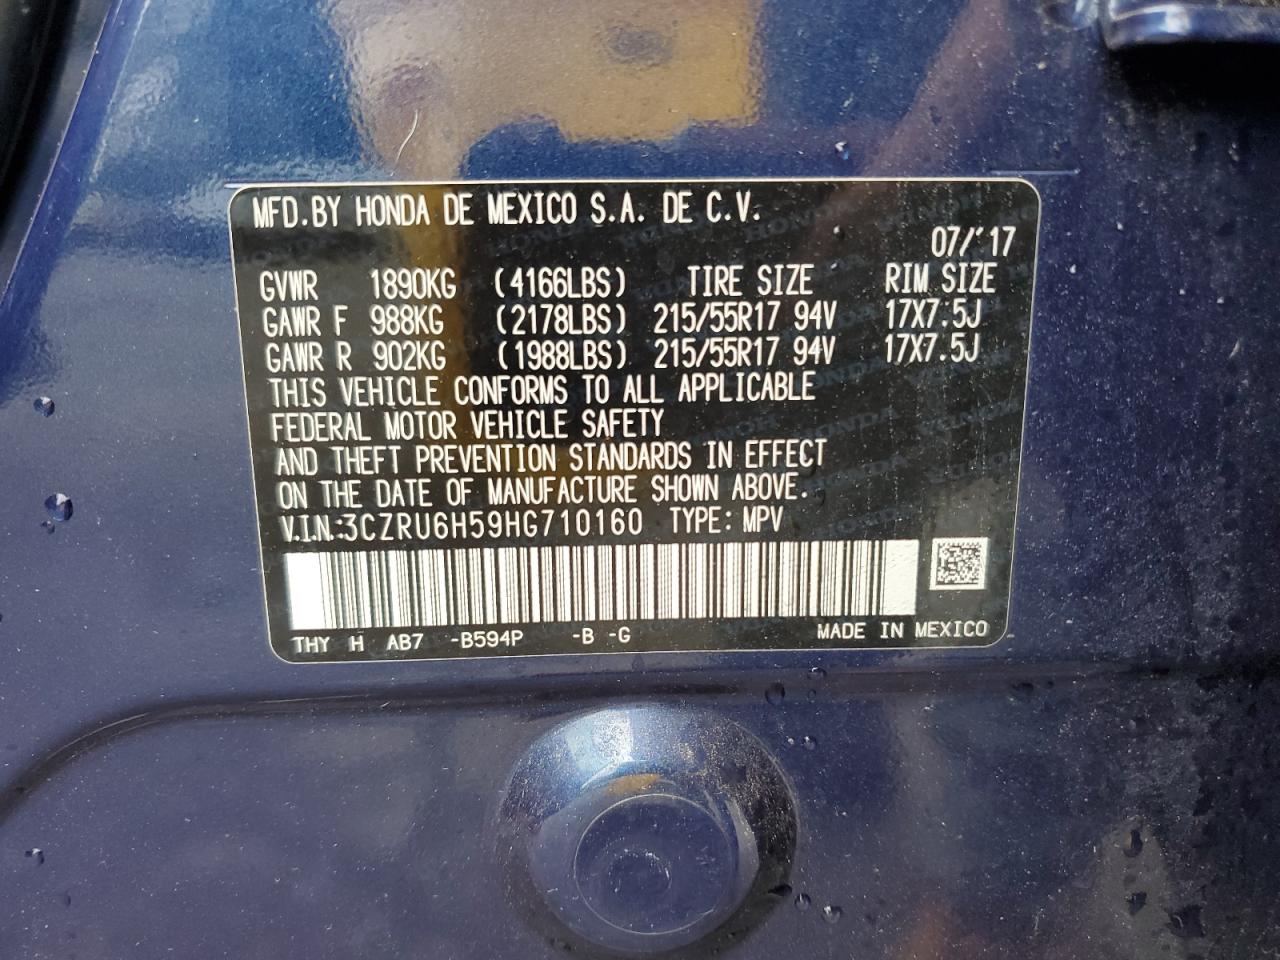 MFD.BY HONDA DE MEXICO S.A. DE C.V.
07/'17
GVWR 1890KG (4166LBS) TIRE SIZE RIM SIZE
GAWR F 988KG (2178LBS) 215/55R17 94V 17X7.5J
GAWR R 902KG (1988LBS) 215/55R17 94V 17X7.5J
THIS VEHICLE CONFORMS TO ALL APPLICABLE
FEDERAL MOTOR VEHICLE SAFETY
AND THEFT PREVENTION STANDARDS IN EFFECT
ON THE DATE OF MANUFACTURE SHOWN ABOVE.
V.I.N.:3CZRU6H59HG710160 TYPE: MPV
THY H AB7 -B594P -B -G MADE IN MEXICO